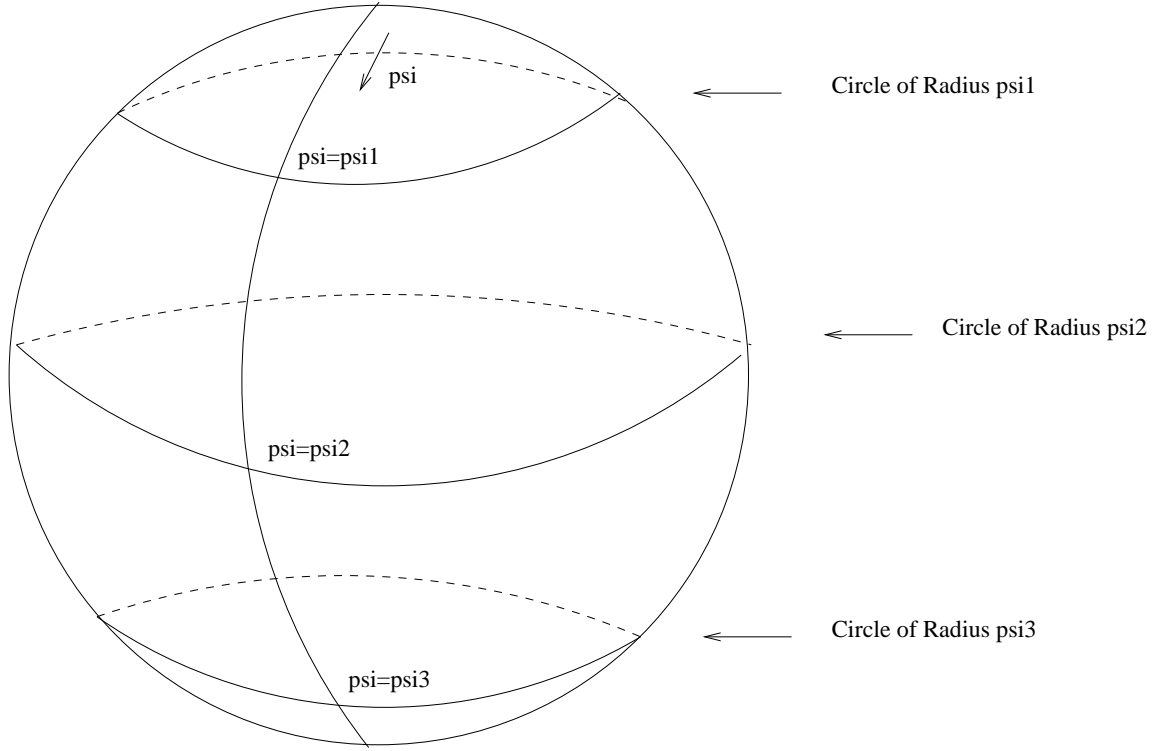 psi
Circle of Radius psi1
psi=psi1
Circle of Radius psi2
psi=psi2
Circle of Radius psi3
psi=psi3